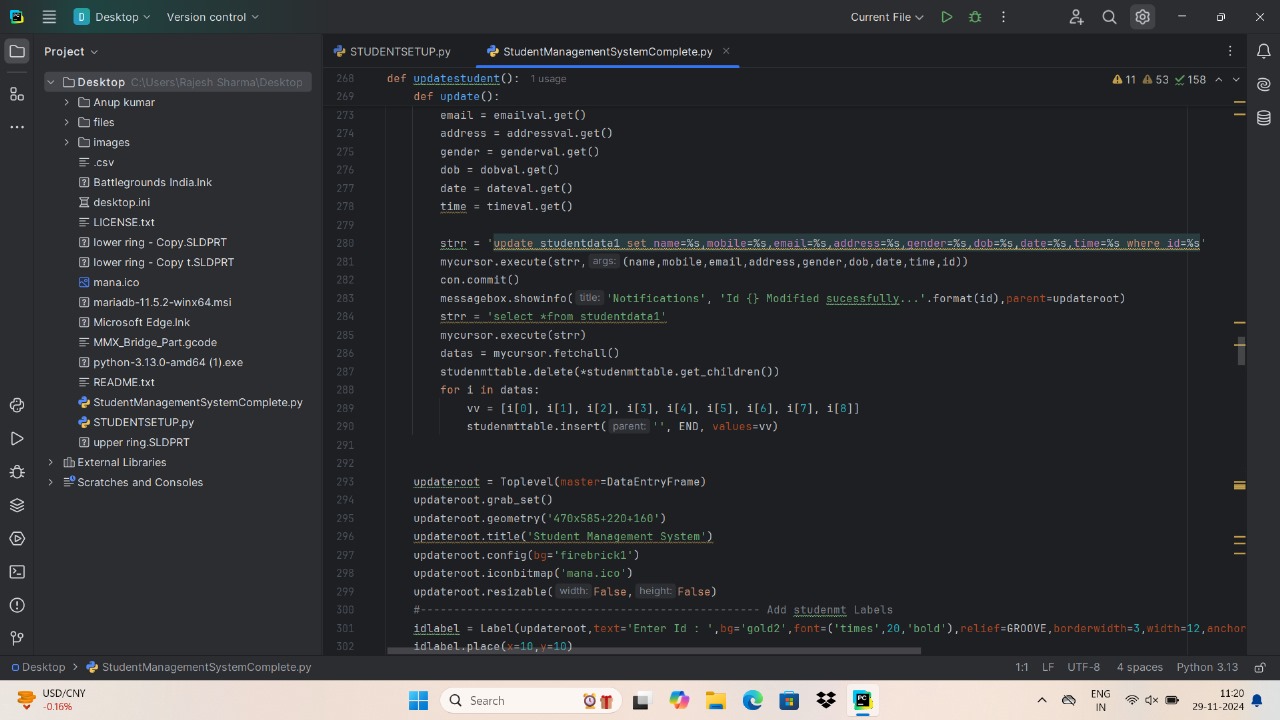 Desktop
Version control
Current File
Project
STUDENTSETUP.py
StudentManagementSystemComplete.py
Desktop C:\Users\Rajesh Sharma\Desktop
Anup kumar
files
images
.csv
Battlegrounds India.lnk
desktop.ini
LICENSE.txt
lower ring - Copy.SLDPRT
lower ring - Copy t.SLDPRT
mana.ico
mariadb-11.5.2-winx64.msi
Microsoft Edge.lnk
MMX_Bridge_Part.gcode
python-3.13.0-amd64 (1).exe
README.txt
StudentManagementSystemComplete.py
STUDENTSETUP.py
upper ring.SLDPRT
External Libraries
Scratches and Consoles
11 53 158
268 def updatestudent(): 1 usage
269 def update():
273 email = emailval.get()
274 address = addressval.get()
275 gender = genderval.get()
276 dob = dobval.get()
277 date = dateval.get()
278 time = timeval.get()
279
280 strr = 'update studentdata1 set name=%s,mobile=%s,email=%s,address=%s,gender=%s,dob=%s,date=%s,time=%s where id=%s'
281 mycursor.execute(strr, args: (name,mobile,email,address,gender,dob,date,time,id))
282 con.commit()
283 messagebox.showinfo( title: 'Notifications', 'Id {} Modified sucessfully...'.format(id),parent=updateroot)
284 strr = 'select *from studentdata1'
285 mycursor.execute(strr)
286 datas = mycursor.fetchall()
287 studenmttable.delete(*studenmttable.get_children())
288 for i in datas:
289 vv = [i[0], i[1], i[2], i[3], i[4], i[5], i[6], i[7], i[8]]
290 studenmttable.insert( parent: '', END, values=vv)
291
292
293 updateroot = Toplevel(master=DataEntryFrame)
294 updateroot.grab_set()
295 updateroot.geometry('470x585+220+160')
296 updateroot.title('Student Management System')
297 updateroot.config(bg='firebrick1')
298 updateroot.iconbitmap('mana.ico')
299 updateroot.resizable( width: False, height: False)
300 #--------------------------------------------------- Add studenmt Labels
301 idlabel = Label(updateroot,text='Enter Id : ',bg='gold2',font=('times',20,'bold'),relief=GROOVE,borderwidth=3,width=12,anchor
302 idlabel.place(x=10,y=10)
Desktop > StudentManagementSystemComplete.py
1:1 LF UTF-8 4 spaces Python 3.13
USD/CNY
-0.16%
Search
ENG
IN
11:20
29-11-2024